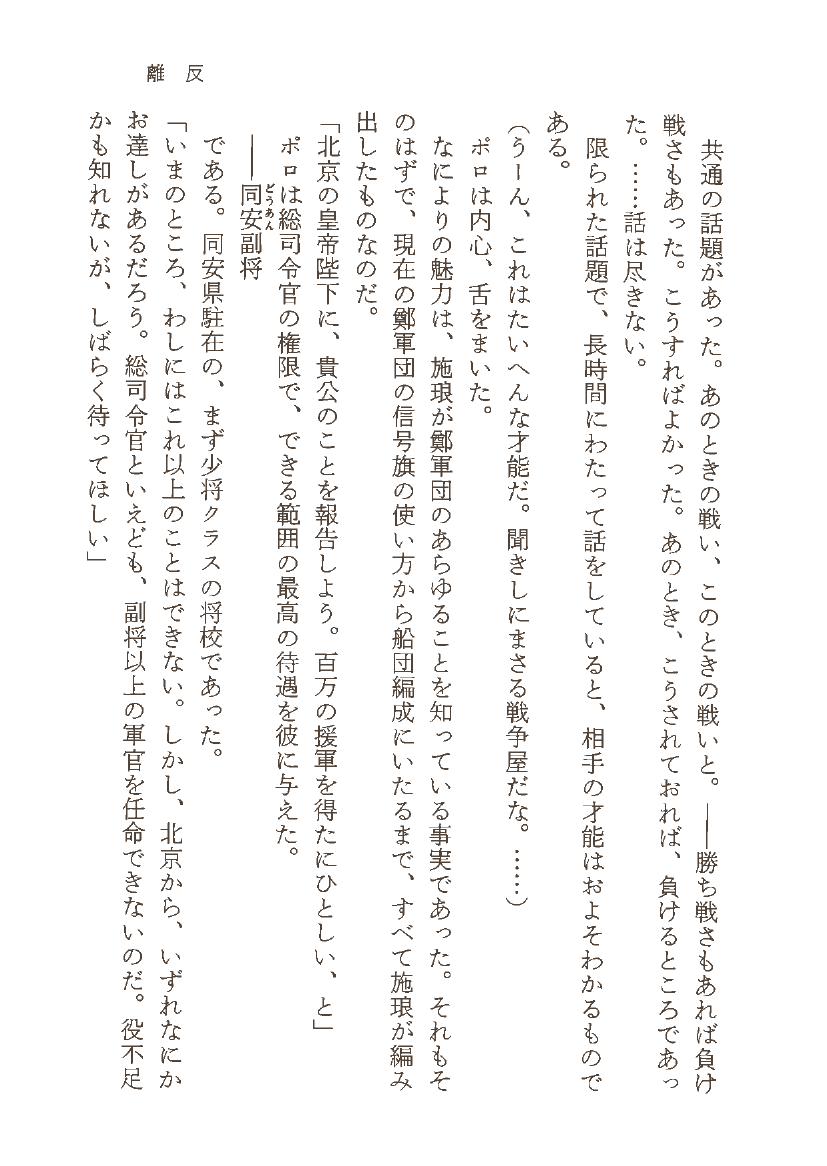 離反
共通の話題があった。あのときの戦い、このときの戦いと。――勝ち戦さもあれば負け
戦さもあった。こうすればよかった。あのとき、こうされておれば、負けるところであっ
た。……話は尽きない。
限られた話題で、長時間にわたって話をしていると、相手の才能はおよそわかるもので
ある。
(うーん、これはたいへんな才能だ。聞きしにまさる戦争屋だな。……)
ポロは内心、舌をまいた。
なによりの魅力は、施琅が鄭軍団のあらゆることを知っている事実であった。それもそ
のはずで、現在の鄭軍団の信号旗の使い方から船団編成にいたるまで、すべて施琅が編み
出したものなのだ。
「北京の皇帝陛下に、貴公のことを報告しよう。百万の援軍を得たにひとしい、と」
ポロは総司令官の権限で、できる範囲の最高の待遇を彼に与えた。
どうあん
――同安副将
である。同安県駐在の、まず少将クラスの将校であった。
「いまのところ、わしにはこれ以上のことはできない。しかし、北京から、いずれなにか
お達しがあるだろう。総司令官といえども、副将以上の軍官を任命できないのだ。役不足
かも知れないが、しばらく待ってほしい」